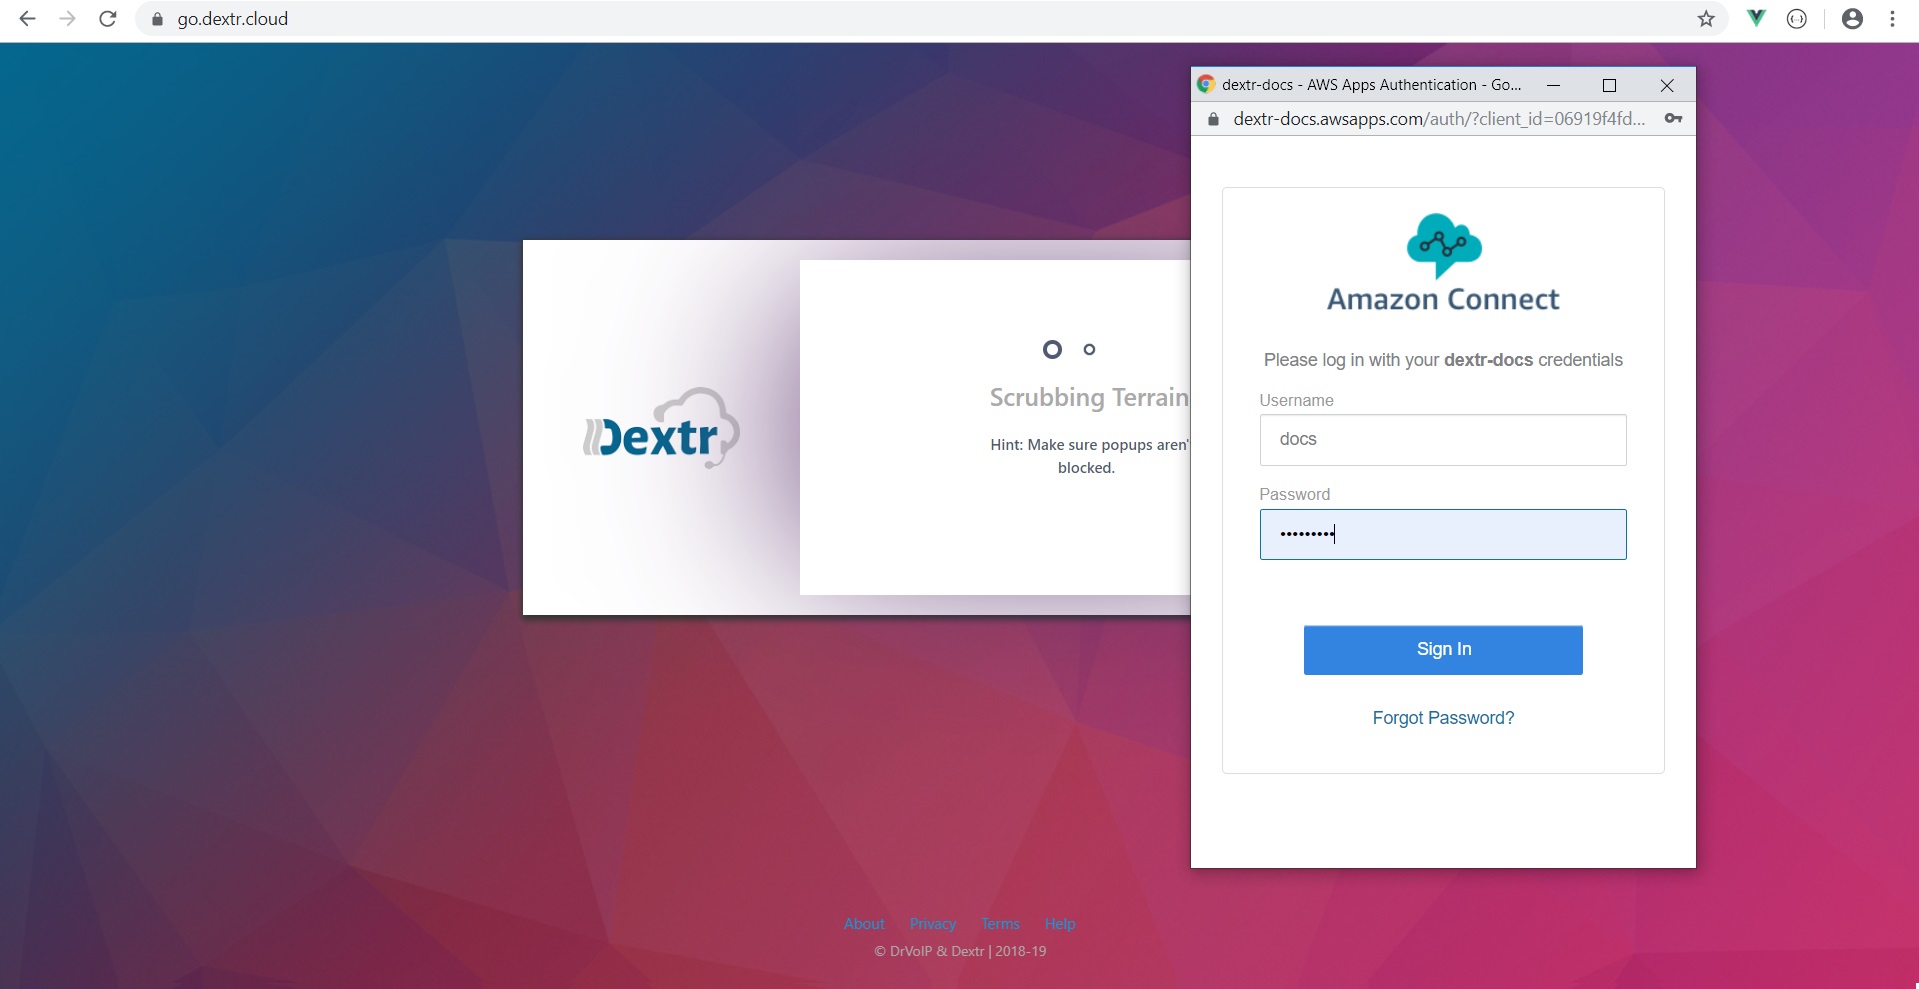 go.dextr.cloud
dextr-docs - AWS Apps Authentication - Go...
dextr-docs.awsapps.com/auth/?client_id=06919f4fd...
Amazon Connect
Please log in with your dextr-docs credentials
Username
docs
Password
•••••••••
Sign In
Forgot Password?
Dextr
Scrubbing Terrain
Hint: Make sure popups aren'
blocked.
About Privacy Terms Help
© DrVoIP & Dextr | 2018-19